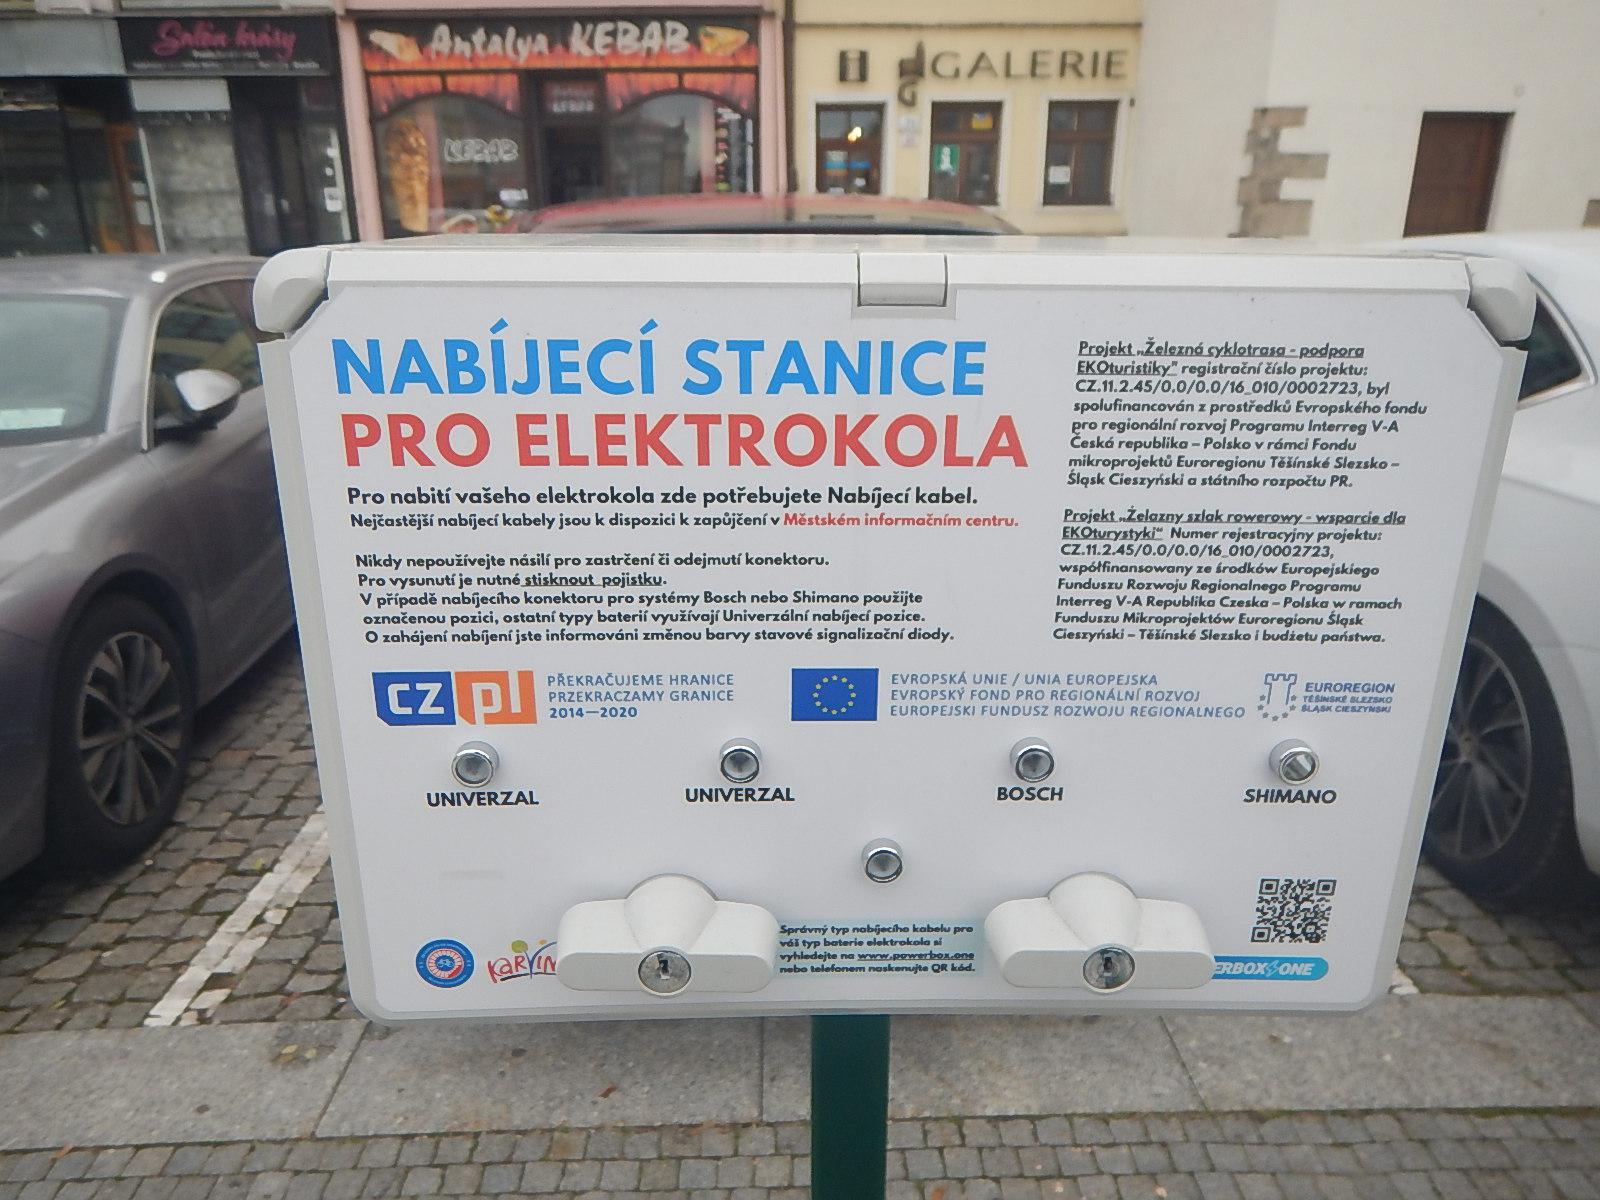 Salón krásy
Antalya KEBAB
KEBAB
KEBAB
i GALERIE
NABÍJECÍ STANICE
PRO ELEKTROKOLA
Pro nabití vašeho elektrokola zde potřebujete Nabíjecí kabel.
Nejčastější nabíjecí kabely jsou k dispozici k zapůjčení v Městském informačním centru.
Nikdy nepoužívejte násilí pro zastrčení či odejmutí konektoru.
Pro vysunutí je nutné stisknout pojistku.
V případě nabíjecího konektoru pro systémy Bosch nebo Shimano použijte
označenou pozici, ostatní typy baterií využívají Univerzální nabíjecí pozice.
O zahájení nabíjení jste informováni změnou barvy stavové signalizační diody.
Projekt „Železná cyklotrasa - podpora
EKOturistiky" registrační číslo projektu:
CZ.11.2.45/0.0/0.0/16_010/0002723, byl
spolufinancován z prostředků Evropského fondu
pro regionální rozvoj Programu Interreg V-A
Česká republika – Polsko v rámci Fondu
mikroprojektů Euroregionu Těšínské Slezsko –
Śląsk Cieszyński a státního rozpočtu PR.
Projekt „Żelazny szlak rowerowy - wsparcie dla
EKOturystyki" Numer rejestracyjny projektu:
CZ.11.2.45/0.0/0.0/16_010/0002723,
współfinansowany ze środków Europejskiego
Funduszu Rozwoju Regionalnego Programu
Interreg V-A Republika Czeska – Polska w ramach
Funduszu Mikroprojektów Euroregionu Śląsk
Cieszyński – Těšínské Slezsko i budżetu państwa.
CZ pl
PŘEKRAČUJEME HRANICE
PRZEKRACZAMY GRANICE
2014—2020
EVROPSKÁ UNIE / UNIA EUROPEJSKA
EVROPSKÝ FOND PRO REGIONÁLNÍ ROZVOJ
EUROPEJSKI FUNDUSZ ROZWOJU REGIONALNEGO
EUROREGION
TĚŠÍNSKÉ SLEZSKO
ŚLĄSK CIESZYŃSKI
UNIVERZAL
UNIVERZAL
BOSCH
SHIMANO
Správný typ nabíjecího kabelu pro
váš typ baterie elektrokola si
vyhledejte na www.powerbox.one
nebo telefonem naskenujte QR kód.
Karvin
ERBOX ONE